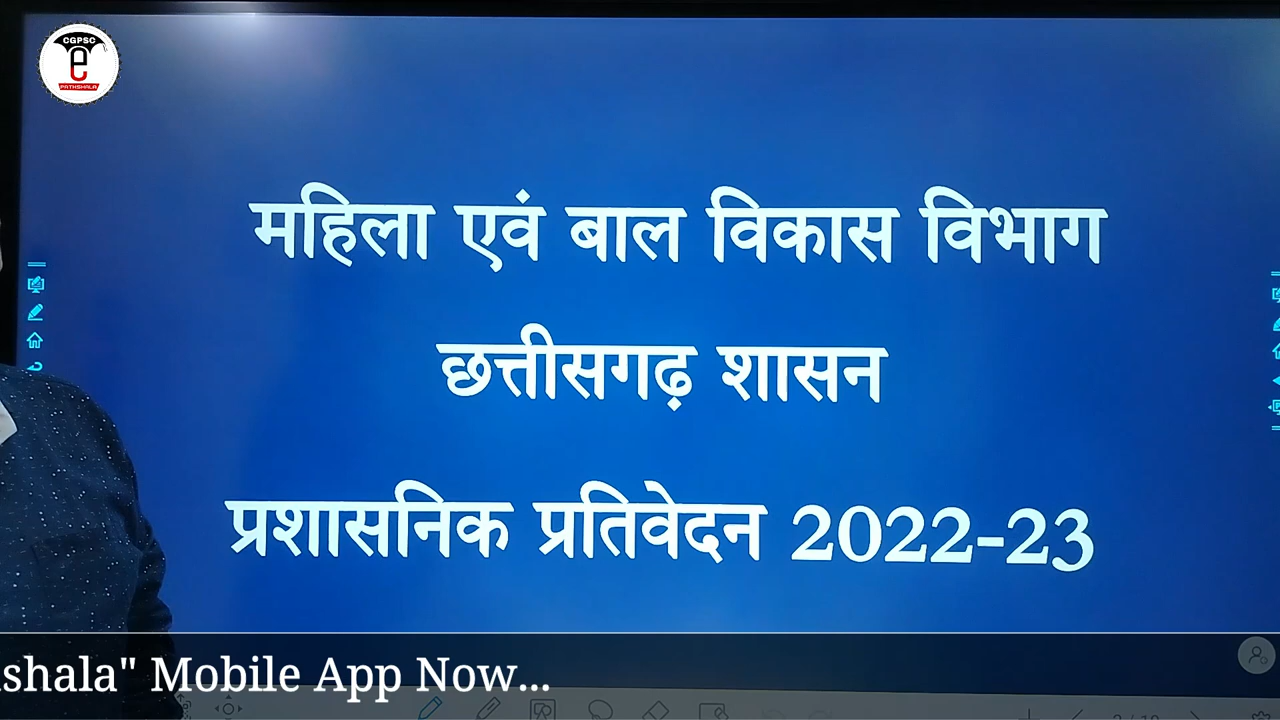 CGPSC
e
PATHSHALA
महिला एवं बाल विकास विभाग
छत्तीसगढ़ शासन
प्रशासनिक प्रतिवेदन 2022-23
shala" Mobile App Now...